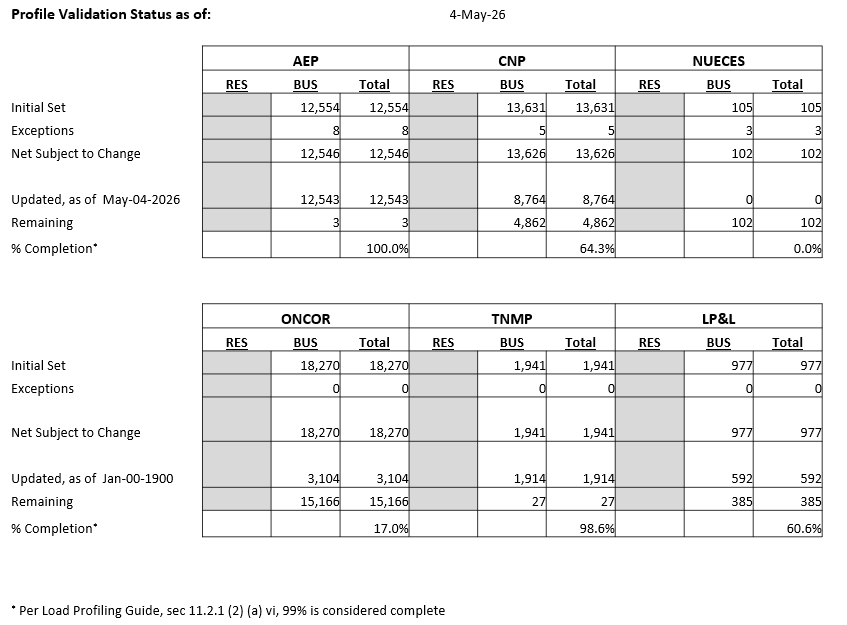 Profile Validation Status as of: 4-May-26
AEP CNP NUECES
RES BUS Total RES BUS Total RES BUS Total
Initial Set 12,554 12,554 13,631 13,631 105 105
Exceptions 8 8 5 5 3 3
Net Subject to Change 12,546 12,546 13,626 13,626 102 102
Updated, as of May-04-2026 12,543 12,543 8,764 8,764 0 0
Remaining 3 3 4,862 4,862 102 102
% Completion* 100.0% 64.3% 0.0%
ONCOR TNMP LP&L
RES BUS Total RES BUS Total RES BUS Total
Initial Set 18,270 18,270 1,941 1,941 977 977
Exceptions 0 0 0 0 0 0
Net Subject to Change 18,270 18,270 1,941 1,941 977 977
Updated, as of Jan-00-1900 3,104 3,104 1,914 1,914 592 592
Remaining 15,166 15,166 27 27 385 385
% Completion* 17.0% 98.6% 60.6%
* Per Load Profiling Guide, sec 11.2.1 (2) (a) vi, 99% is considered complete